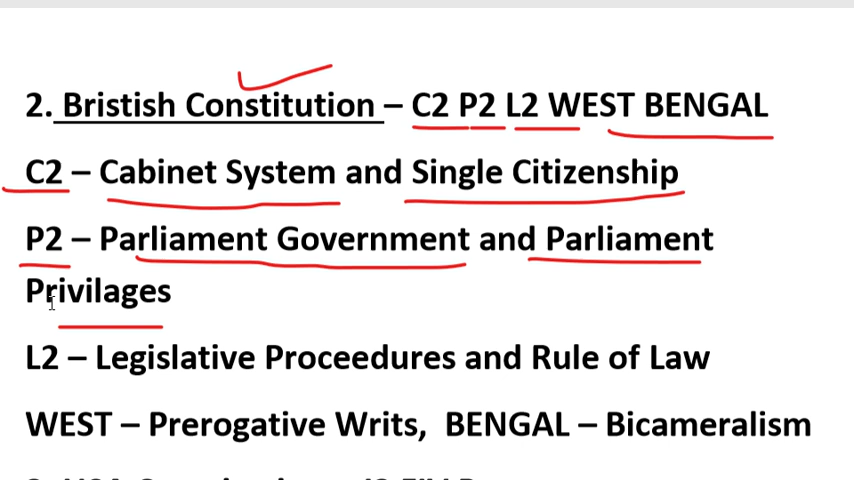 2. Bristish Constitution – C2 P2 L2 WEST BENGAL
C2 – Cabinet System and Single Citizenship
P2 – Parliament Government and Parliament
Privilages
L2 – Legislative Proceedures and Rule of Law
WEST – Prerogative Writs,  BENGAL – Bicameralism